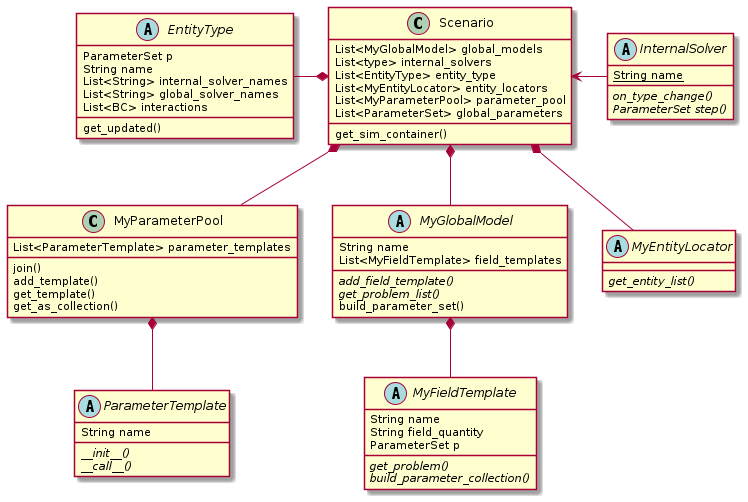 A EntityType
ParameterSet p
String name
List<String> internal_solver_names
List<String> global_solver_names
List<BC> interactions
get_updated()
C Scenario
List<MyGlobalModel> global_models
List<type> internal_solvers
List<EntityType> entity_type
List<MyEntityLocator> entity_locators
List<MyParameterPool> parameter_pool
List<ParameterSet> global_parameters
get_sim_container()
A InternalSolver
String name
on_type_change()
ParameterSet step()
C MyParameterPool
List<ParameterTemplate> parameter_templates
join()
add_template()
get_template()
get_as_collection()
A MyGlobalModel
String name
List<MyFieldTemplate> field_templates
add_field_template()
get_problem_list()
build_parameter_set()
A MyEntityLocator
get_entity_list()
A ParameterTemplate
String name
__init__()
__call__()
A MyFieldTemplate
String name
String field_quantity
ParameterSet p
get_problem()
build_parameter_collection()